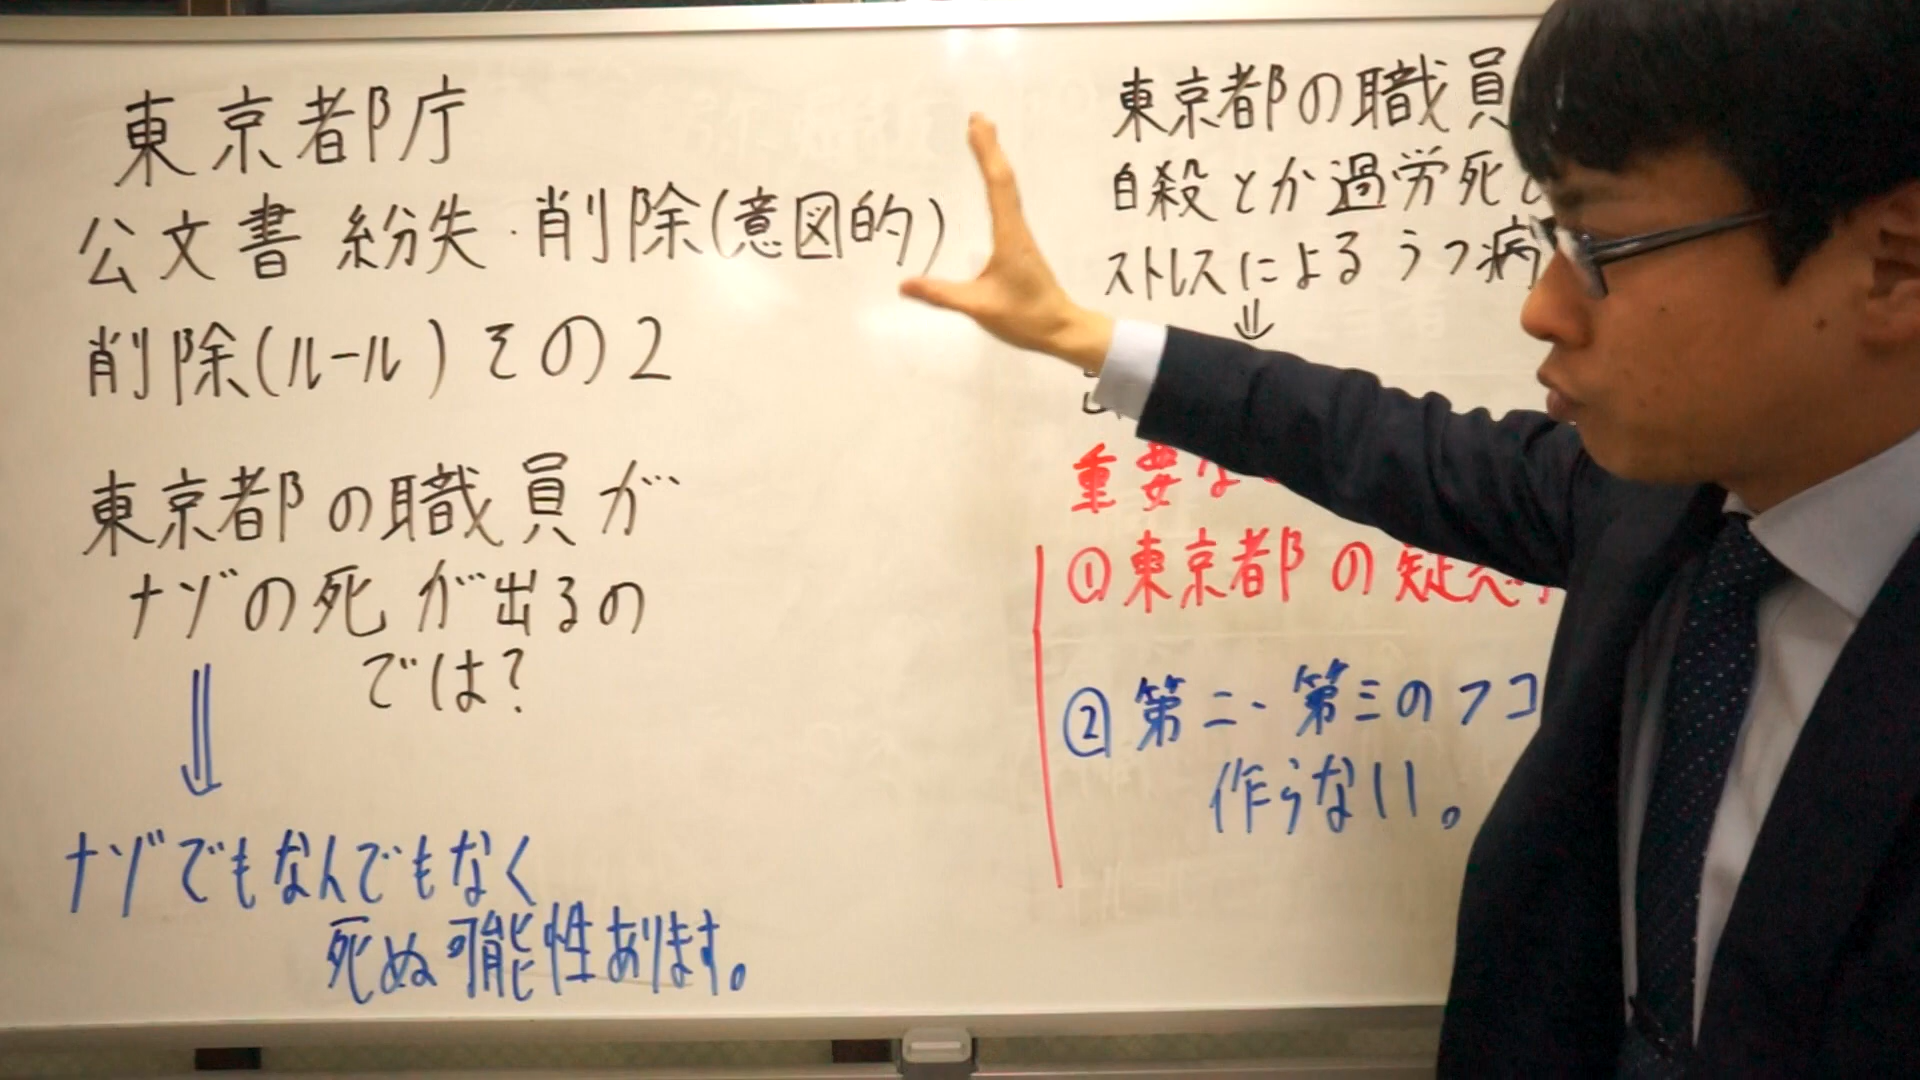 東京都庁
公文書 紛失・削除(意図的)
削除(ルール)その2
東京都の職員が
ナゾの死が出るの
では?
⇓
ナゾでもなんでもなく
死ぬ可能性あります。
東京都の職員
自殺とか過労死
ストレスによるうつ病
⇓
重要な
①東京都の疑念
②第二、第三のフコ
作らない。